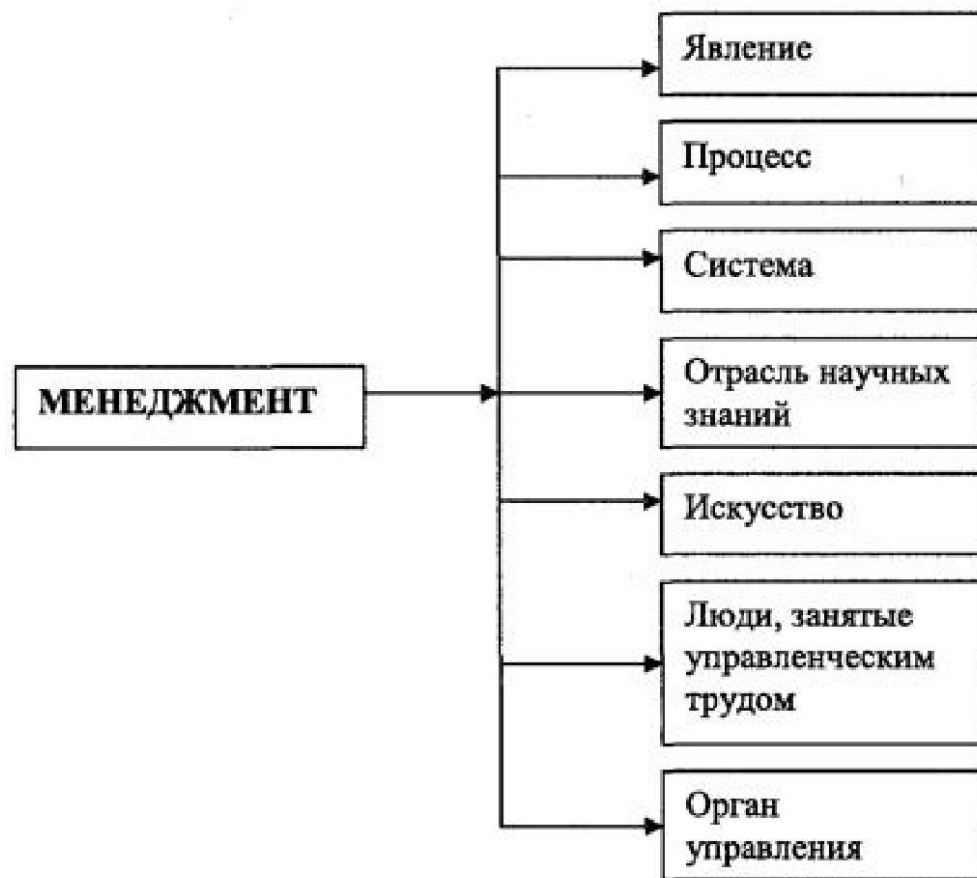 Явление
Процесс
Система
МЕНЕДЖМЕНТ
Отрасль научных
знаний
Искусство
Люди, занятые
управленческим
трудом
Орган
управления